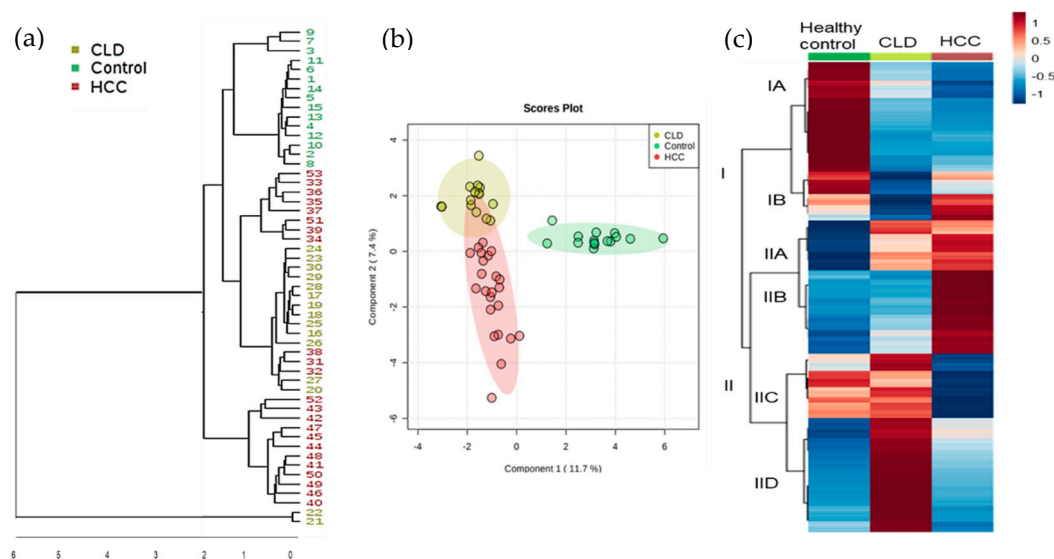 (a)
CLD
Control
HCC
9
7
3
11
6
1
14
5
15
13
4
12
10
2
8
53
33
36
35
37
51
39
34
24
23
30
29
28
17
19
18
25
16
26
38
31
32
27
20
52
43
42
47
45
44
48
41
50
49
46
40
22
21
6 5 4 3 2 1 0
(b)
Scores Plot
CLD
Control
HCC
Component 2 ( 7.4 %)
4
2
0
-2
-4
-6
-4 -2 0 2 4 6
Component 1 ( 11.7 %)
(c)
Healthy
control CLD HCC
1
0.5
0
-0.5
-1
IA
I
IB
IIA
IIB
II
IIC
IID